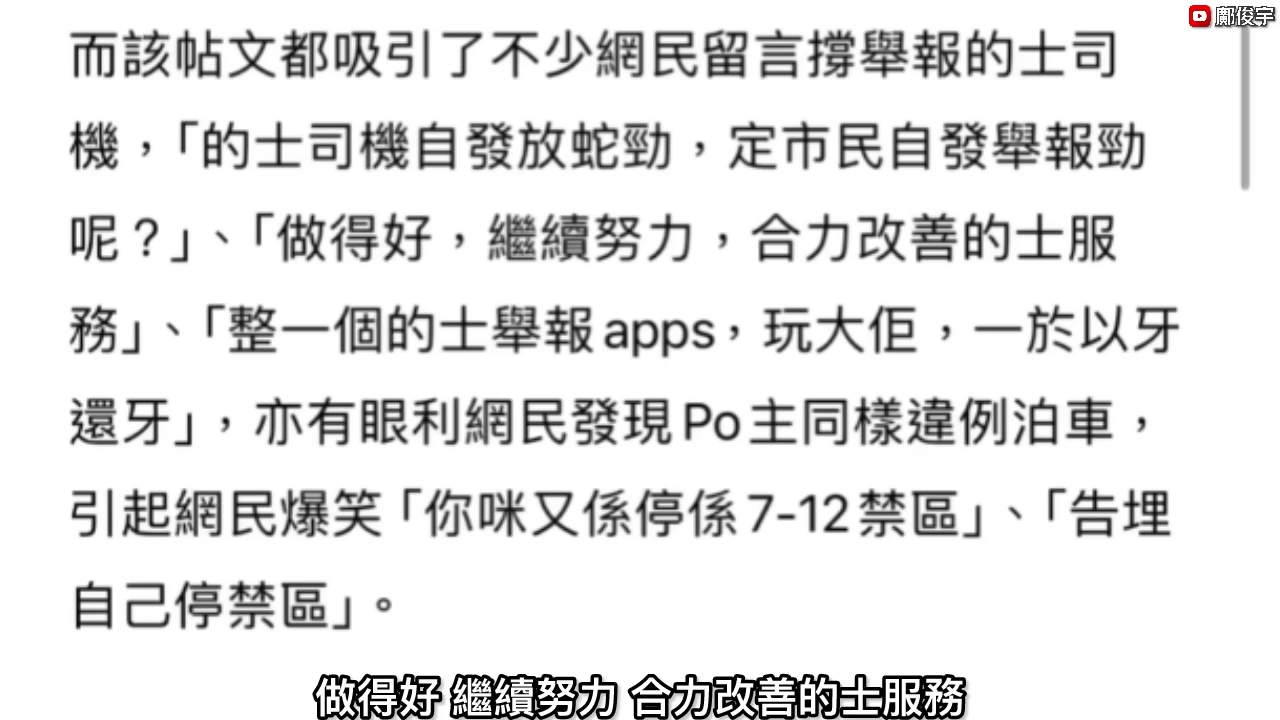 鄺俊宇
而該帖文都吸引了不少網民留言撐舉報的士司
機，「的士司機自發放蛇勁，定市民自發舉報勁
呢？」、「做得好，繼續努力，合力改善的士服
務」、「整一個的士舉報apps，玩大佢，一於以牙
還牙」，亦有眼利網民發現Po主同樣違例泊車，
引起網民爆笑「你咪又係停係7-12禁區」、「告埋
自己停禁區」。
做得好 繼續努力 合力改善的士服務